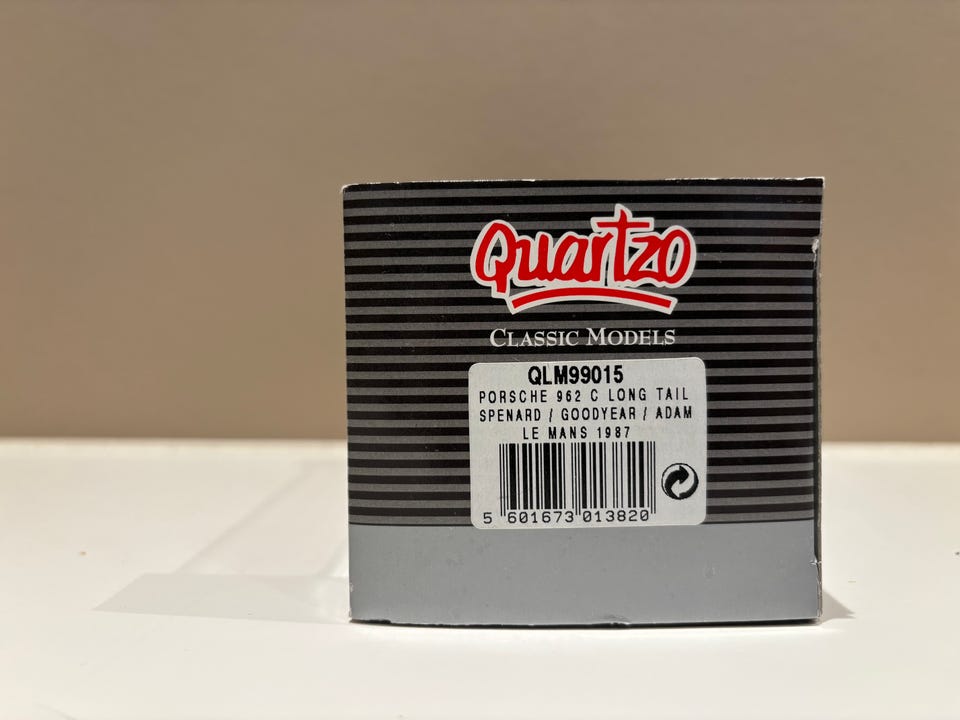 Quartzo
CLASSIC MODELS
QLM99015
PORSCHE 962 C LONG TAIL
SPENARD / GOODYEAR / ADAM
LE MANS 1987
5 601673 013820